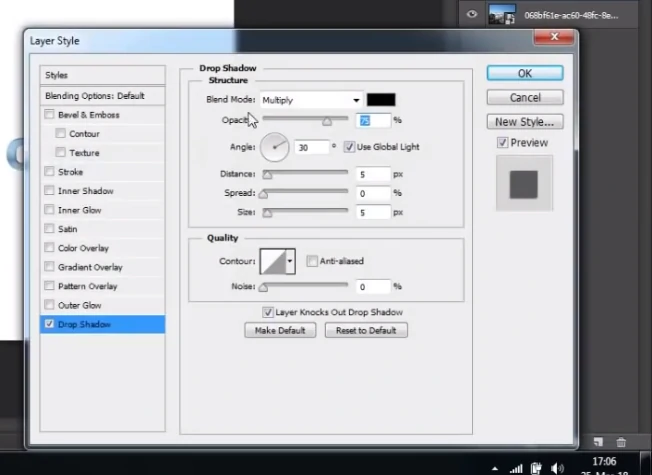 068bf61e-ac60-48fc-8e...
Layer Style
Styles
Blending Options: Default
Bevel & Emboss
Contour
Texture
Stroke
Inner Shadow
Inner Glow
Satin
Color Overlay
Gradient Overlay
Pattern Overlay
Outer Glow
Drop Shadow
Drop Shadow
Structure
Blend Mode: Multiply
Opacity: 75 %
Angle: 30 ° Use Global Light
Distance: 5 px
Spread: 0 %
Size: 5 px
Quality
Contour: Anti-aliased
Noise: 0 %
Layer Knocks Out Drop Shadow
Make Default Reset to Default
OK
Cancel
New Style...
Preview
17:06